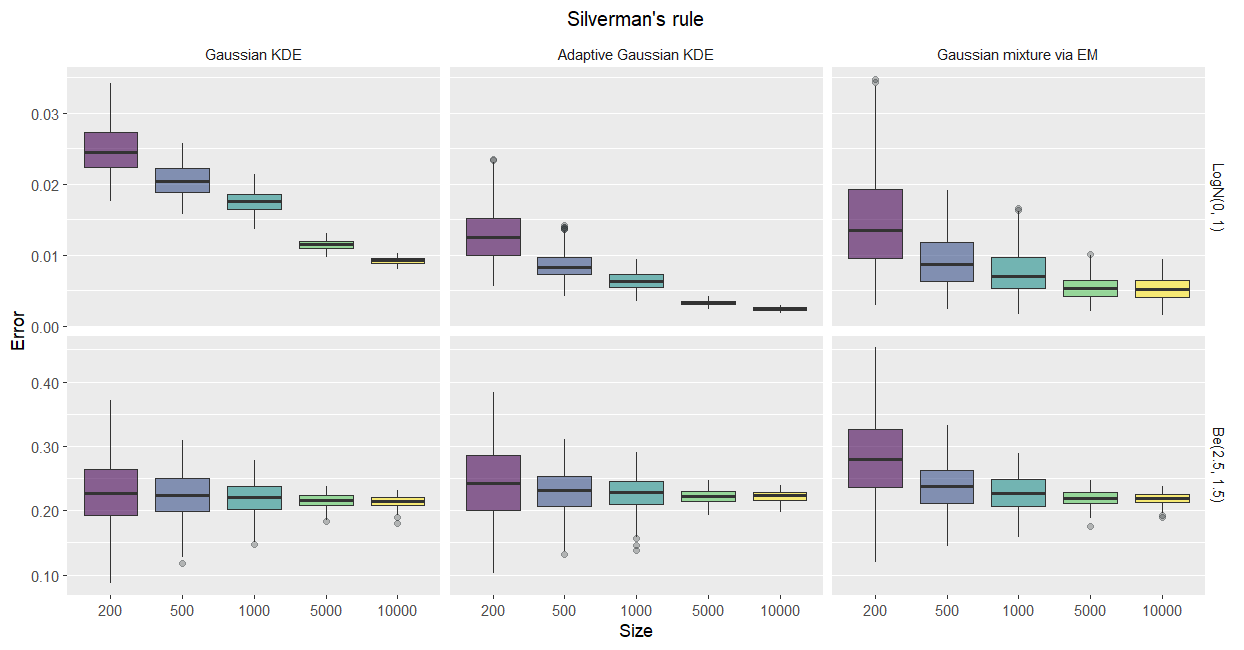 Silverman's rule
Gaussian KDE
Adaptive Gaussian KDE
Gaussian mixture via EM
0.03
0.02
0.01
0.00
LogN(0, 1)
Error
0.40
0.30
0.20
0.10
Be(2.5, 1.5)
200 500 1000 5000 10000
200 500 1000 5000 10000
200 500 1000 5000 10000
Size